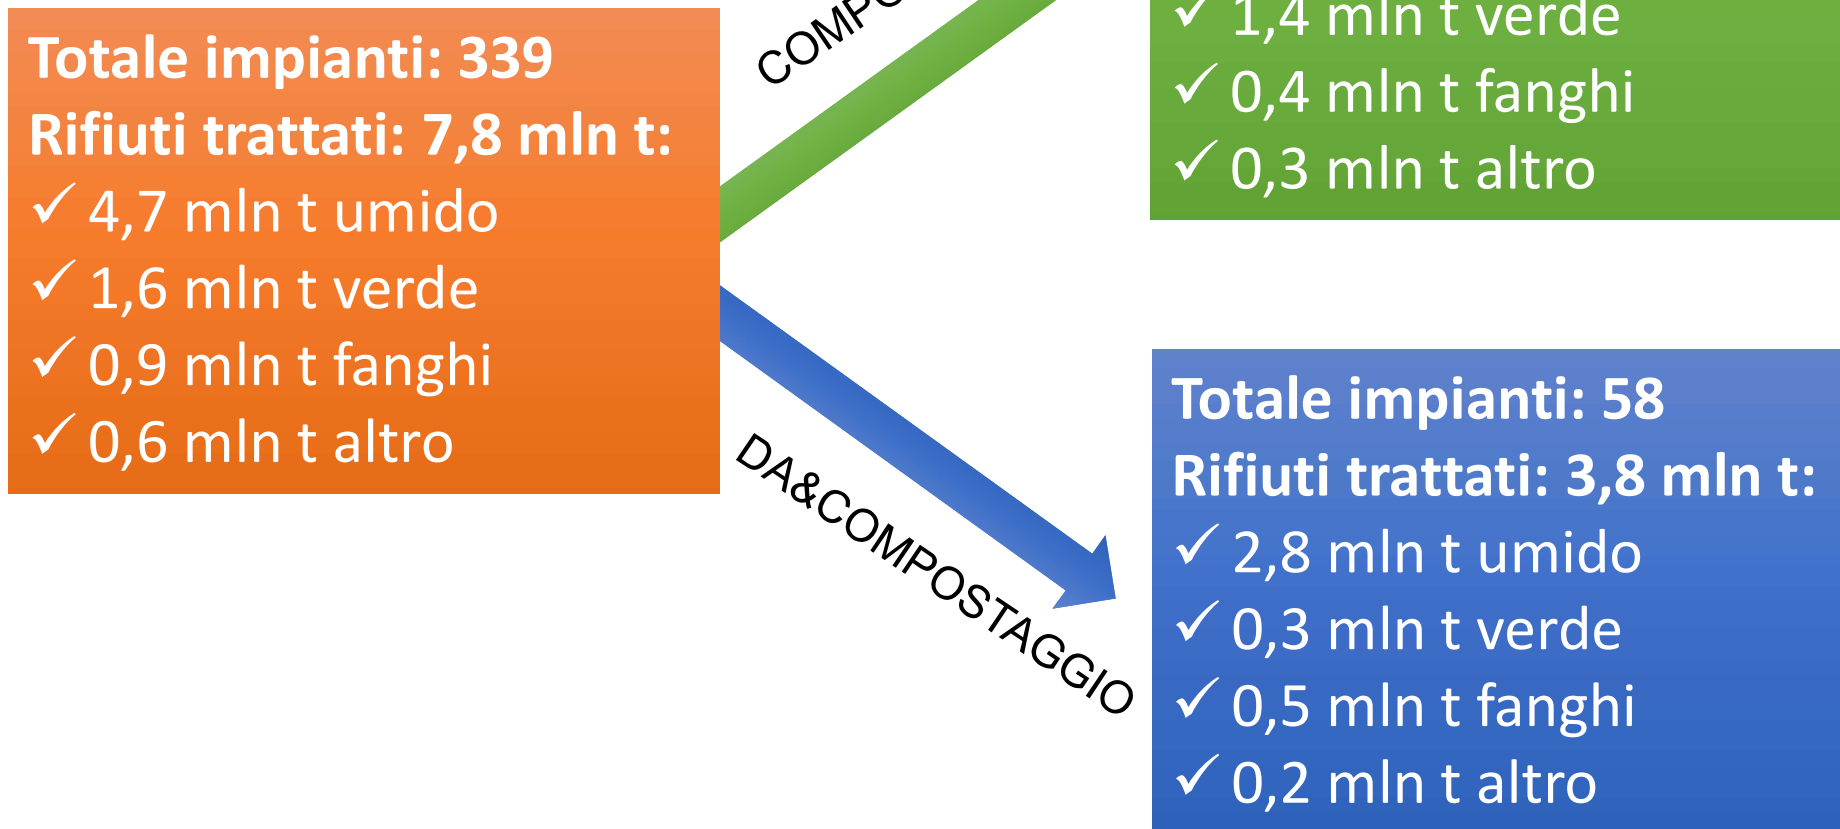 Totale impianti: 339
Rifiuti trattati: 7,8 mln t:
✓ 4,7 mln t umido
✓ 1,6 mln t verde
✓ 0,9 mln t fanghi
✓ 0,6 mln t altro
✓ 1,4 mln t verde
✓ 0,4 mln t fanghi
✓ 0,3 mln t altro
DA&COMPOSTAGGIO
Totale impianti: 58
Rifiuti trattati: 3,8 mln t:
✓ 2,8 mln t umido
✓ 0,3 mln t verde
✓ 0,5 mln t fanghi
✓ 0,2 mln t altro